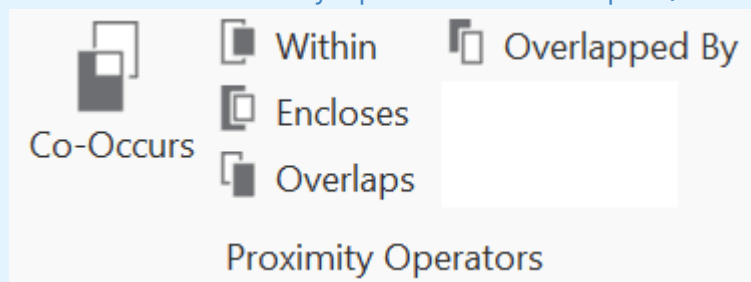 Within
Overlapped By
Encloses
Co-Occurs
Overlaps
Proximity Operators